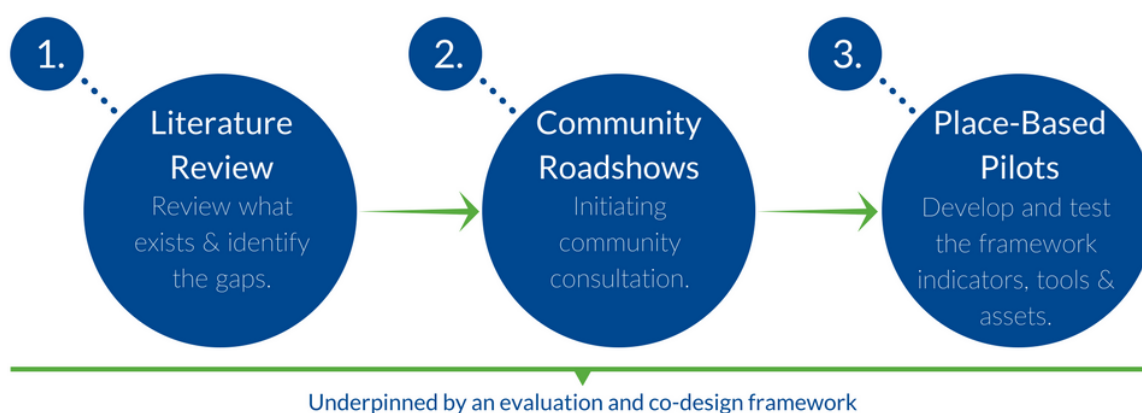 1.
Literature
Review
Review what
exists & identify
the gaps.
2.
Community
Roadshows
Initiating
community
consultation.
3.
Place-Based
Pilots
Develop and test
the framework
indicators, tools &
assets.
Underpinned by an evaluation and co-design framework